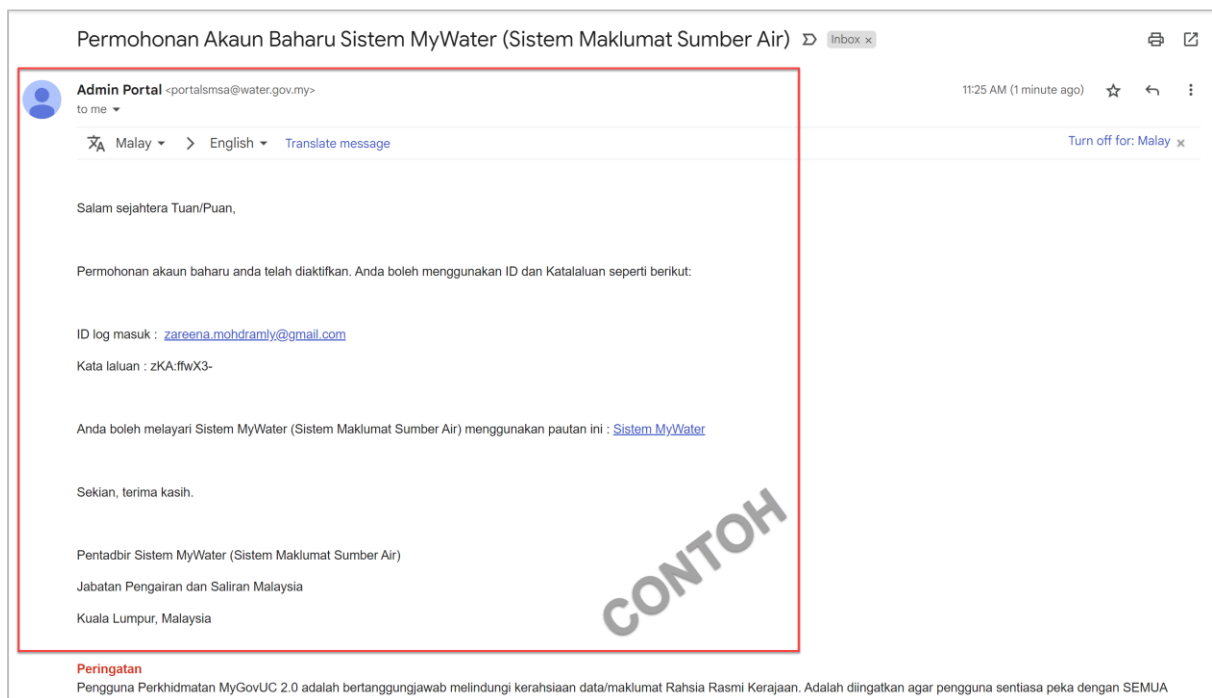 Permohonan Akaun Baharu Sistem MyWater (Sistem Maklumat Sumber Air) Inbox x
Admin Portal <portalsmsa@water.gov.my> 11:25 AM (1 minute ago)
to me
Malay > English Translate message Turn off for: Malay x
Salam sejahtera Tuan/Puan,
Permohonan akaun baharu anda telah diaktifkan. Anda boleh menggunakan ID dan Katalaluan seperti berikut:
ID log masuk : zareena.mohdramly@gmail.com
Kata laluan : zKA:ffwX3-
Anda boleh melayari Sistem MyWater (Sistem Maklumat Sumber Air) menggunakan pautan ini : Sistem MyWater
Sekian, terima kasih.
CONTOH
Pentadbir Sistem MyWater (Sistem Maklumat Sumber Air)
Jabatan Pengairan dan Saliran Malaysia
Kuala Lumpur, Malaysia
Peringatan
Pengguna Perkhidmatan MyGovUC 2.0 adalah bertanggungjawab melindungi kerahsiaan data/maklumat Rahsia Rasmi Kerajaan. Adalah diingatkan agar pengguna sentiasa peka dengan SEMUA